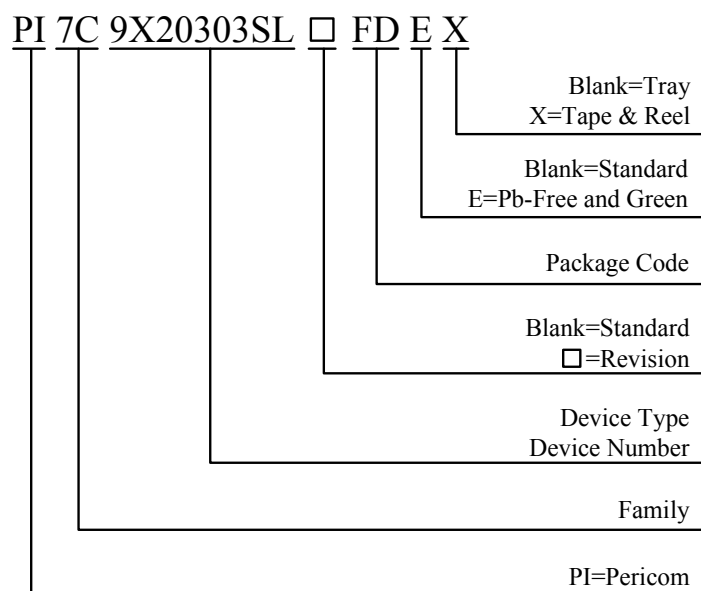 PI 7C 9X20303SL □ FD E X
Blank=Tray
X=Tape & Reel
Blank=Standard
E=Pb-Free and Green
Package Code
Blank=Standard
□=Revision
Device Type
Device Number
Family
PI=Pericom